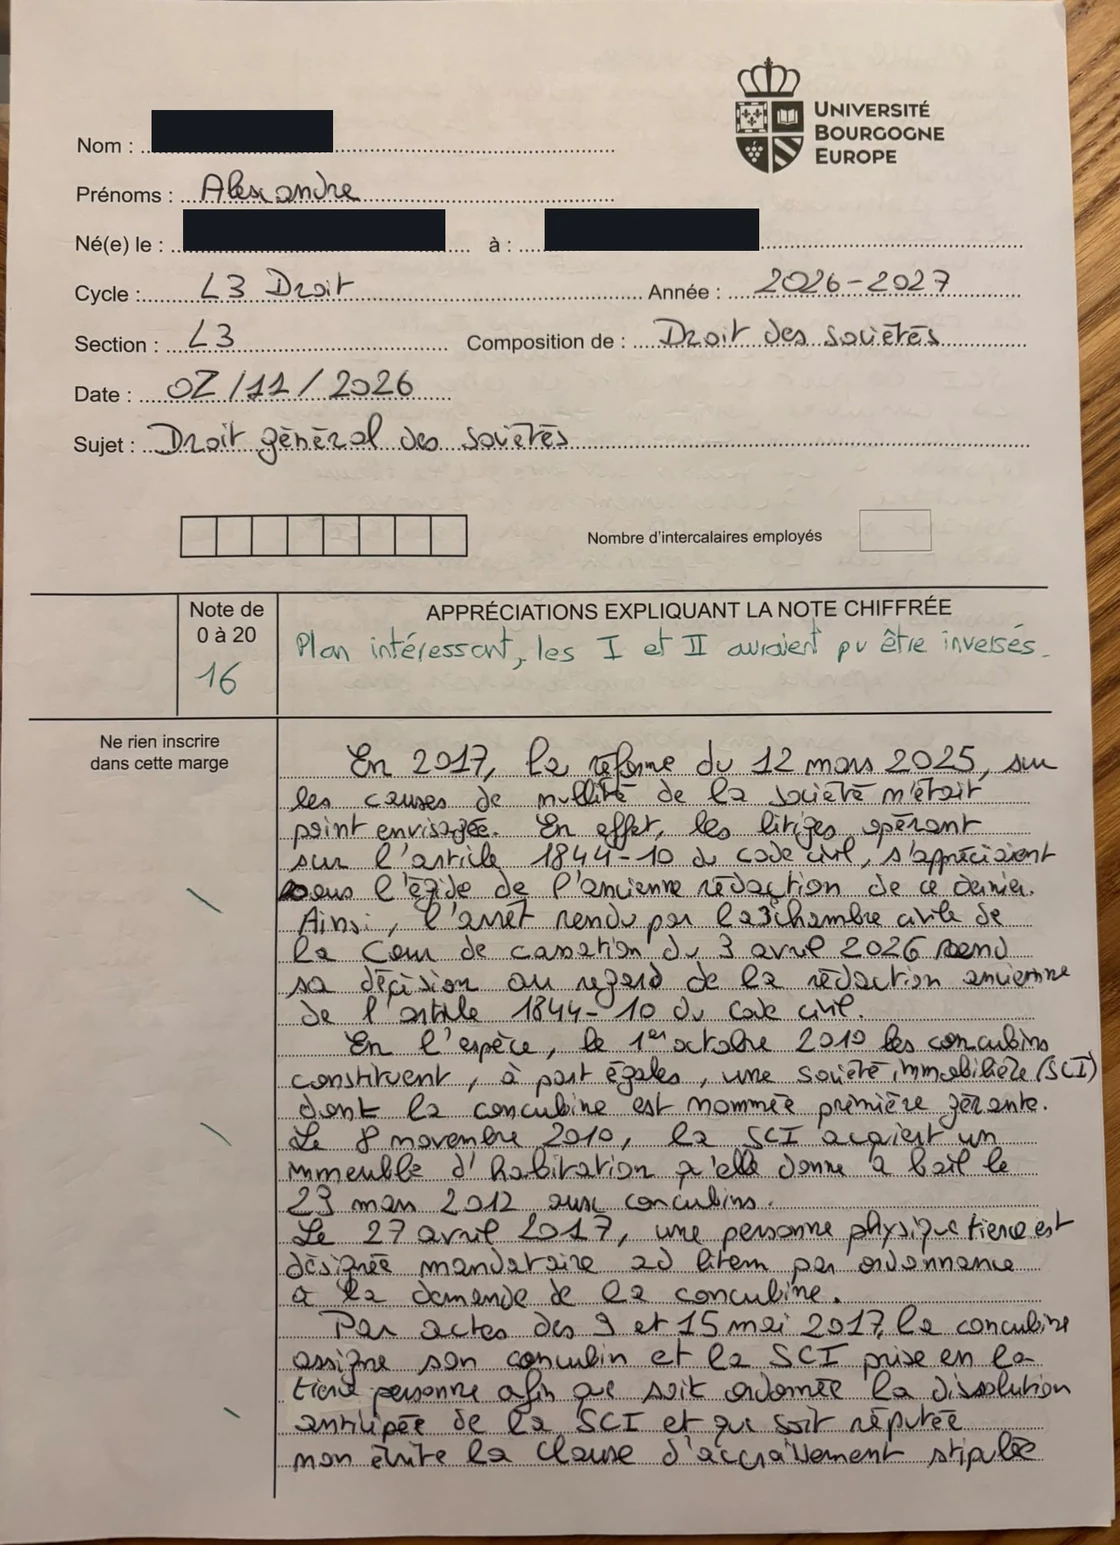 UNIVERSITÉ
BOURGOGNE
EUROPE
Nom :
Prénoms : Alexandre
Né(e) le : à :
Cycle : L3 Droit Année : 2026-2027
Section : L3 Composition de : Droit des sociétés
Date : 02/11/2026
Sujet : Droit général des sociétés
Nombre d'intercalaires employés
Note de
0 à 20
16
APPRÉCIATIONS EXPLIQUANT LA NOTE CHIFFRÉE
Plan intéressant, les I et II auraient pu être inversés.
Ne rien inscrire
dans cette marge
En 2017, la réforme du 12 mars 2025, sur
les causes de nullité de la société n'était
point envisagée. En effet, les litiges opérant
sur l'article 1844-10 du code civil, s'appréciaient
sous l'égide de l'ancienne rédaction de ce dernier.
Ainsi, l'arrêt rendu par la 3 chambre civile de
la Cour de cassation du 3 avril 2026 rend
sa décision au regard de la rédaction ancienne
de l'article 1844-10 du code civil.
En l'espèce, le 1er octobre 2010 les concubins
constituent, à part égales, une société immobilière (SCI)
dont la concubine est nommée première gérante.
Le 8 novembre 2010, la SCI acquiert un
immeuble d'habitation qu'elle donne à bail le
23 mars 2012 aux concubins.
Le 27 avril 2017, une personne physique tierce est
désignée mandataire ad litem par ordonnance
à la demande de la concubine.
Par actes des 9 et 15 mai 2017, la concubine
assigne son concubin et la SCI prise en la
tierce personne afin que soit ordonnée la dissolution
anticipée de la SCI et que soit réputée
non écrite la clause d'accroissement stipulée